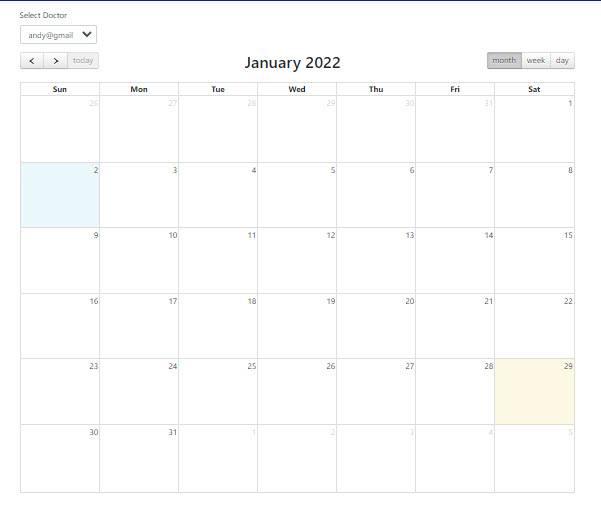 Select Doctor
andy@gmail
today
January 2022
month week day
Sun Mon Tue Wed Thu Fri Sat
26 27 28 29 30 31 1
2 3 4 5 6 7 8
9 10 11 12 13 14 15
16 17 18 19 20 21 22
23 24 25 26 27 28 29
30 31 1 2 3 4 5